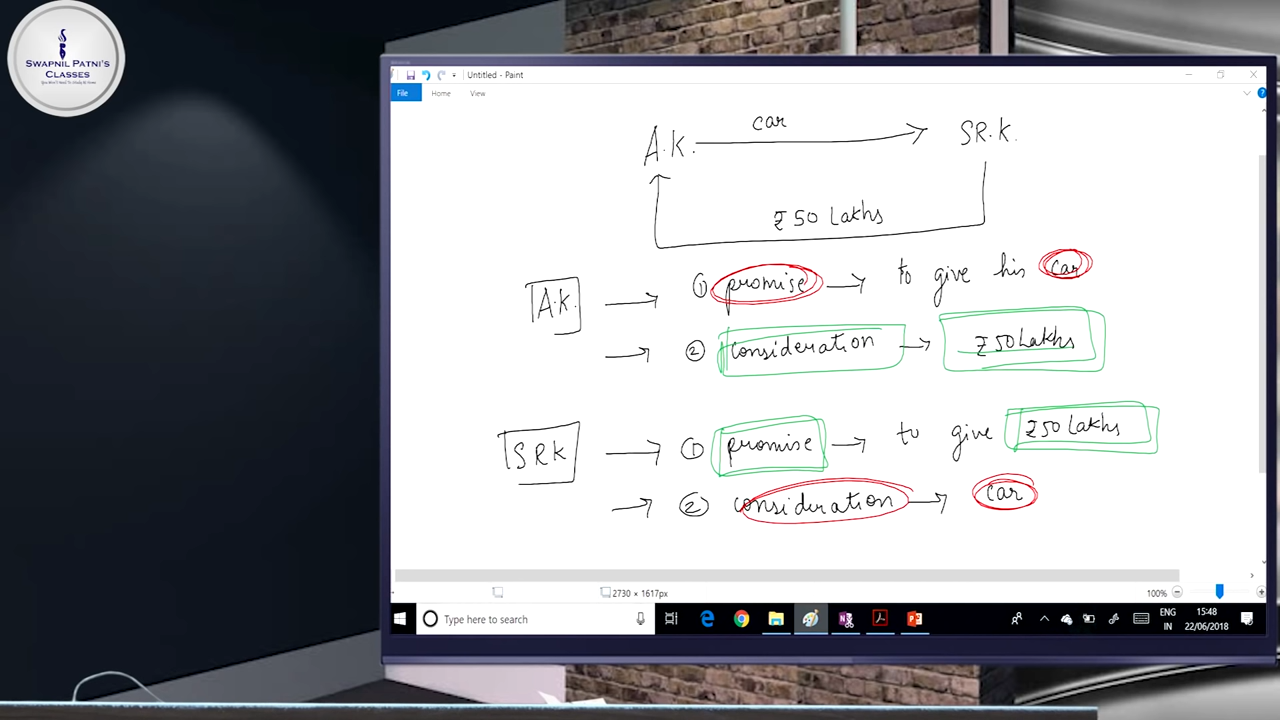 SWAPNIL PATNI'S
CLASSES
Untitled - Paint
File Home View
car
A.K. SR.K.
₹50 Lakhs
A.K. → ① promise → to give his car
→ ② consideration → ₹50 Lakhs
SRK → ① promise → to give ₹50 Lakhs
→ ② consideration → car
2730 × 1617px 100%
Type here to search
ENG 15:48
IN 22/06/2018